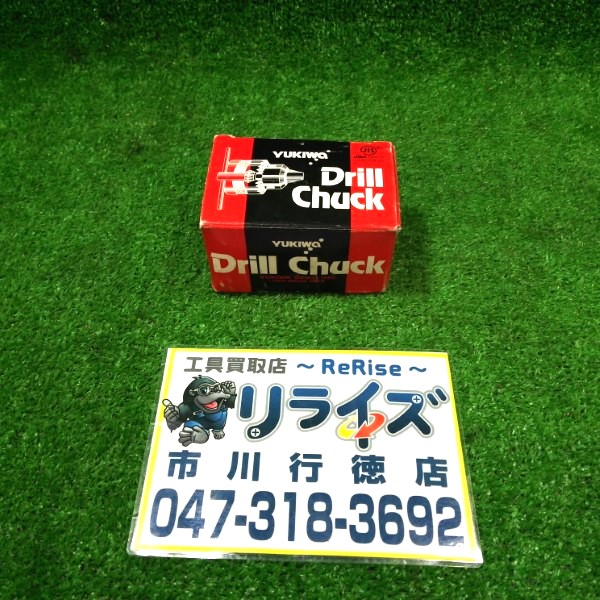 YUKIWA
Drill
Chuck
YUKIWA
Drill Chuck
工具買取店 ～ReRise～
リライズ
市川行徳店
047-318-3692